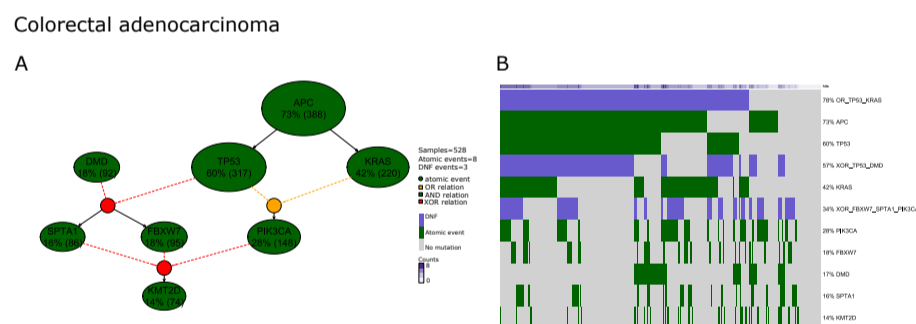 Colorectal adenocarcinoma
A
APC
73% (388)
TP53
60% (317)
KRAS
42% (220)
DMD
18% (92)
SPTA1
16% (86)
FBXW7
18% (95)
PIK3CA
28% (148)
KMT2D
14% (74)
Samples=528
Atomic events=8
DNF events=3
atomic event
OR relation
AND relation
XOR relation
DNF
Atomic event
No mutation
Counts
8
0
B
78% OR_TP53_KRAS
73% APC
60% TP53
57% XOR_TP53_DMD
42% KRAS
34% XOR_FBXW7_SPTA1_PIK3C
28% PIK3CA
18% FBXW7
17% DMD
16% SPTA1
14% KMT2D